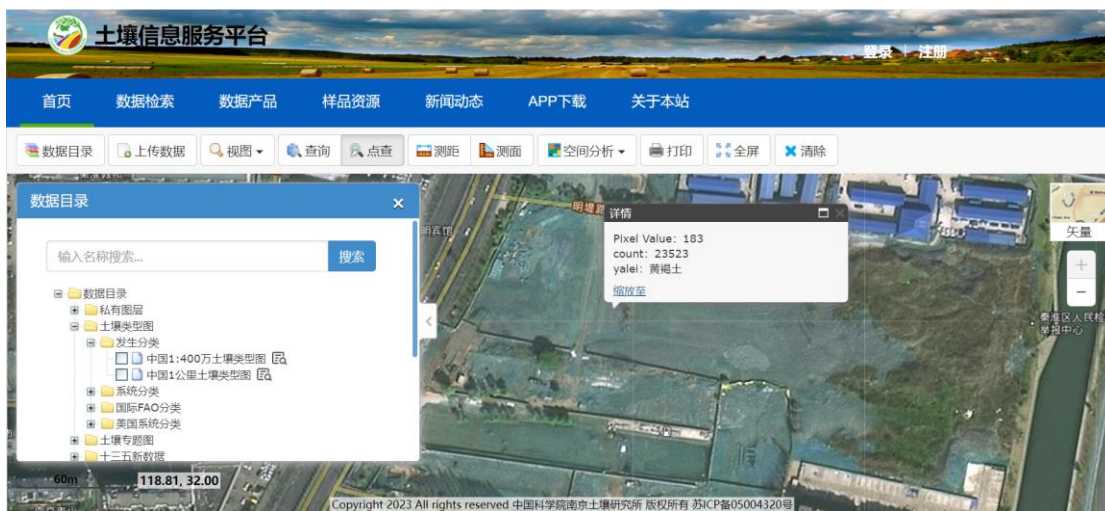 土壤信息服务平台
登录 | 注册
首页 数据检索 数据产品 样品资源 新闻动态 APP下载 关于本站
数据目录 上传数据 视图 查询 点查 测距 测面 空间分析 打印 全屏 清除
数据目录 ×
输入名称搜索... 搜索
数据目录
私有图层
土壤类型图
发生分类
中国1:400万土壤类型图
中国1公里土壤类型图
系统分类
国际FAO分类
美国系统分类
土壤专题图
十三五新数据
明宾馆
明堤路
详情
Pixel Value: 183
count: 23523
yalei: 黄褐土
缩放至
矢量
+
−
秦淮区人民检
举报中心
60m
118.81, 32.00
Copyright 2023 All rights reserved 中国科学院南京土壤研究所 版权所有 苏ICP备05004320号